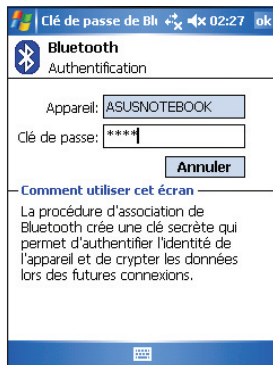 Clé de passe de Bl 02:27 ok
Bluetooth
Authentification
Appareil: ASUSNOTEBOOK
Clé de passe: ****
Annuler
Comment utiliser cet écran
La procédure d'association de
Bluetooth crée une clé secrète qui
permet d'authentifier l'identité de
l'appareil et de crypter les données
lors des futures connexions.